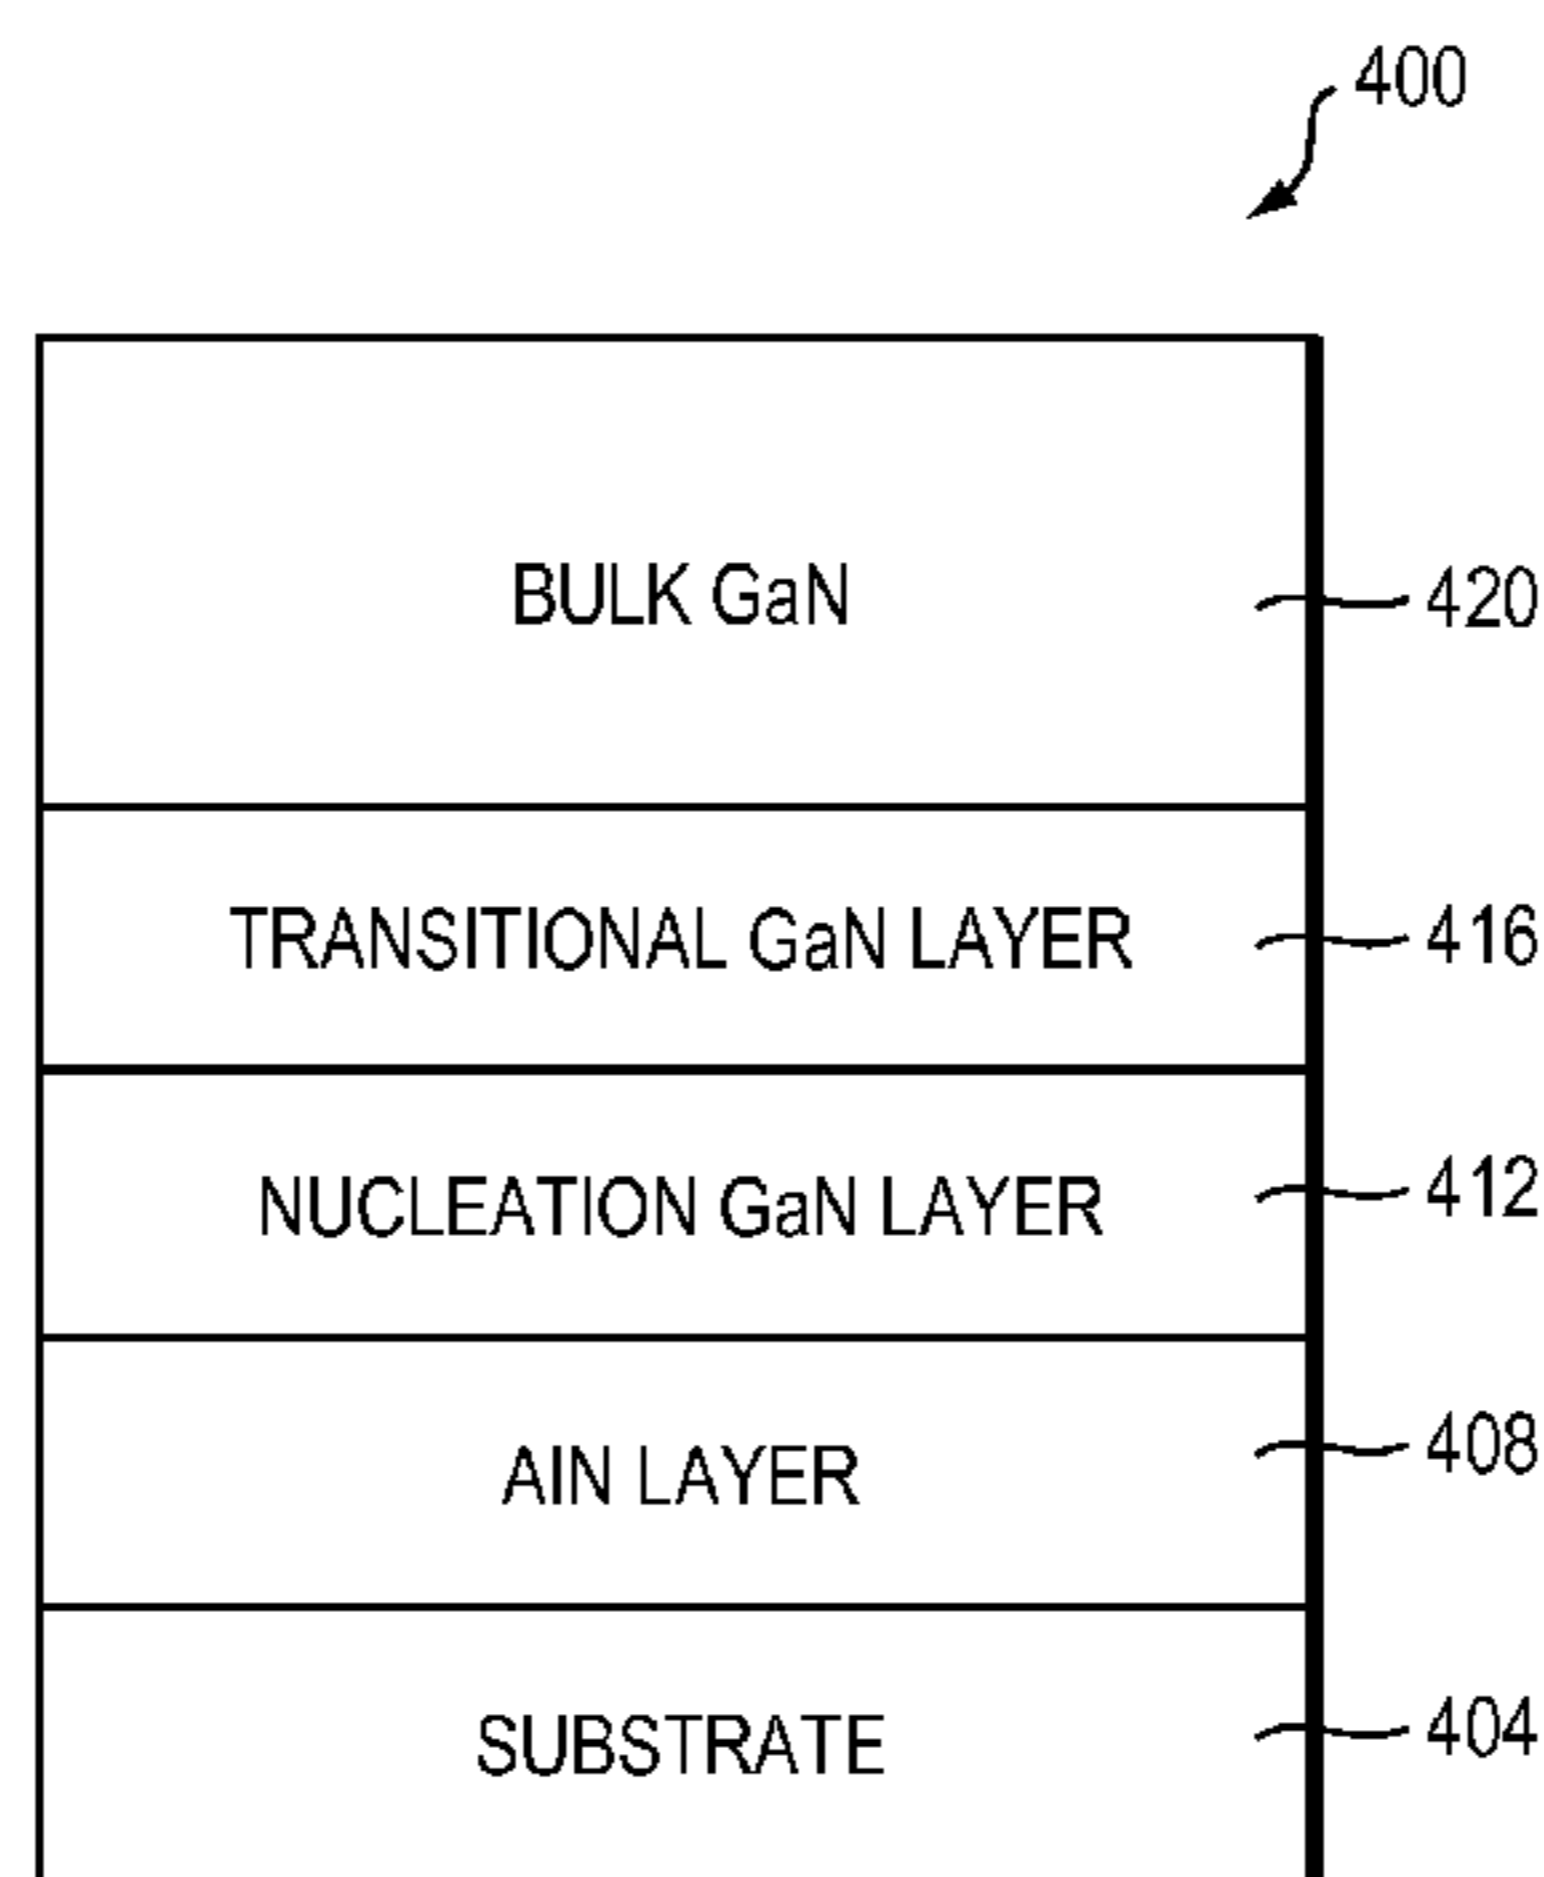 400
BULK GaN
420
TRANSITIONAL GaN LAYER
416
NUCLEATION GaN LAYER
412
AlN LAYER
408
SUBSTRATE
404